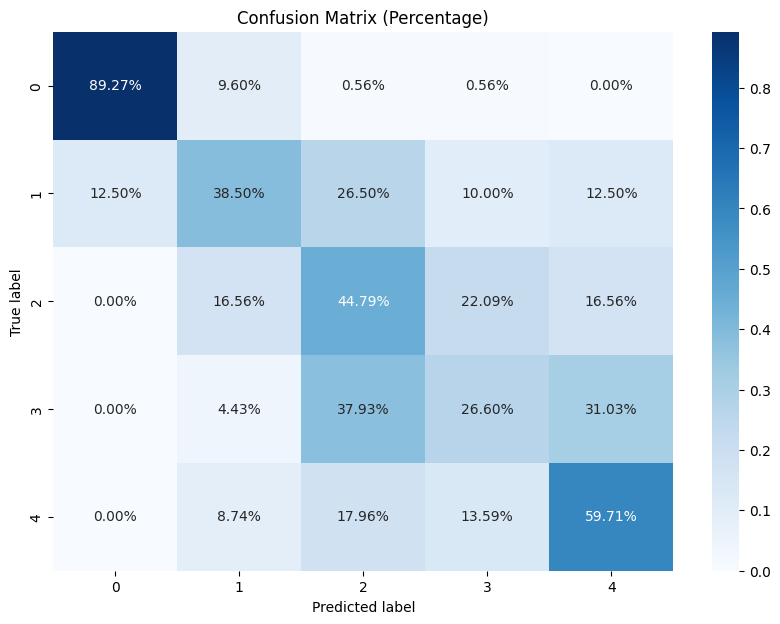 Confusion Matrix (Percentage)
0 89.27% 9.60% 0.56% 0.56% 0.00%
1 12.50% 38.50% 26.50% 10.00% 12.50%
2 0.00% 16.56% 44.79% 22.09% 16.56%
3 0.00% 4.43% 37.93% 26.60% 31.03%
4 0.00% 8.74% 17.96% 13.59% 59.71%
0 1 2 3 4
True label
Predicted label
0.8
0.7
0.6
0.5
0.4
0.3
0.2
0.1
0.0